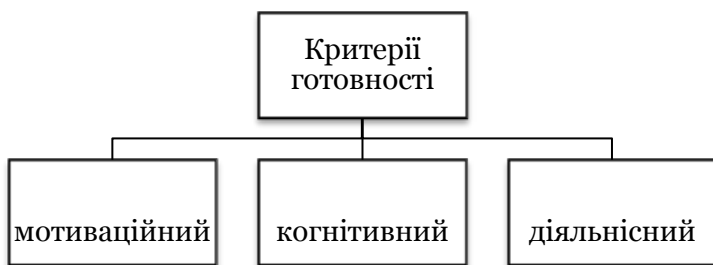 Критерії
готовності
мотиваційний
когнітивний
діяльнісний